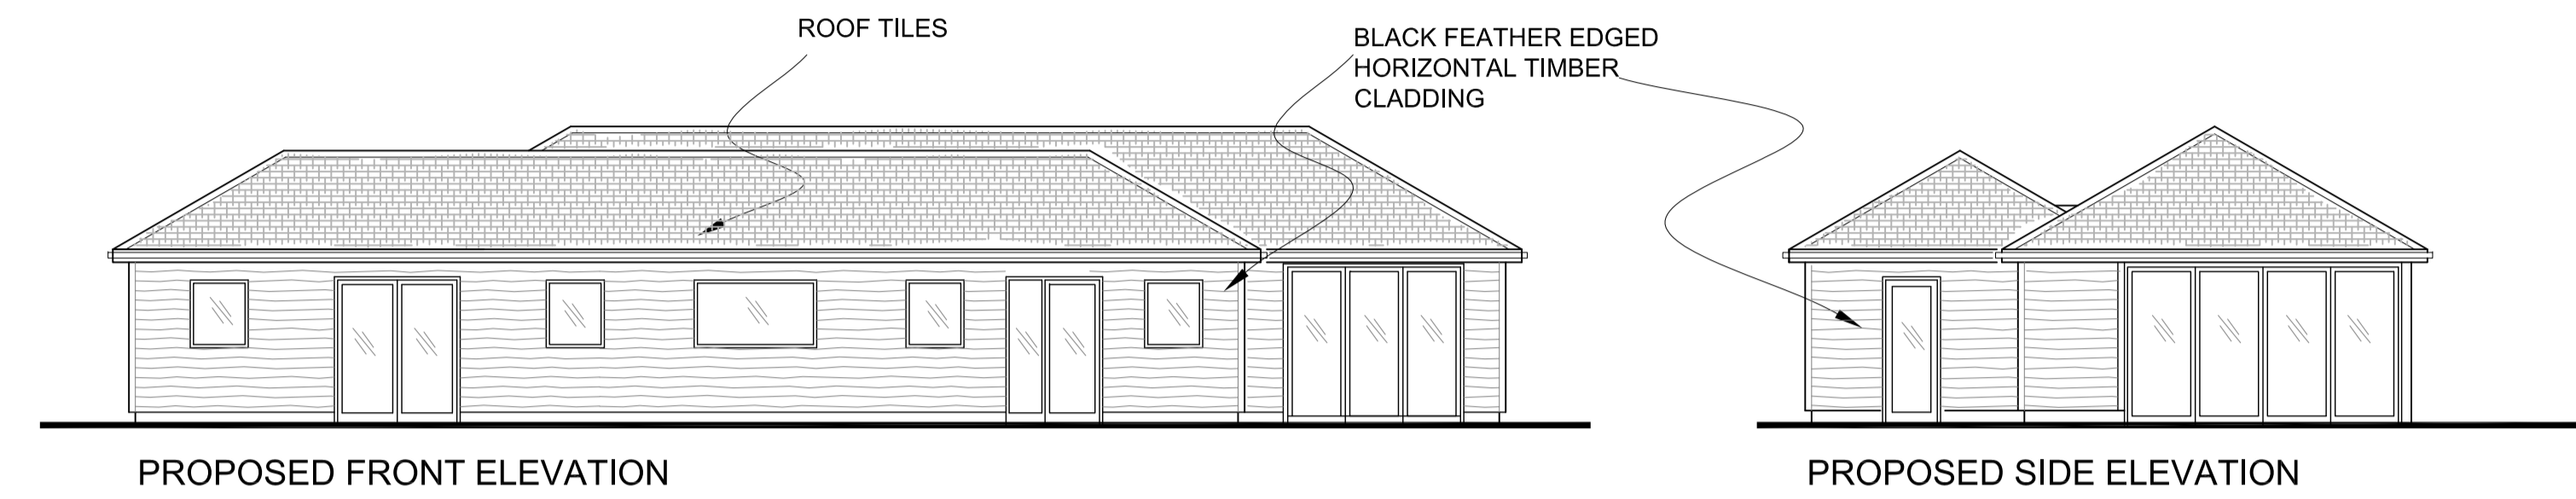 ROOF TILES
BLACK FEATHER EDGED
HORIZONTAL TIMBER
CLADDING
PROPOSED FRONT ELEVATION
PROPOSED SIDE ELEVATION